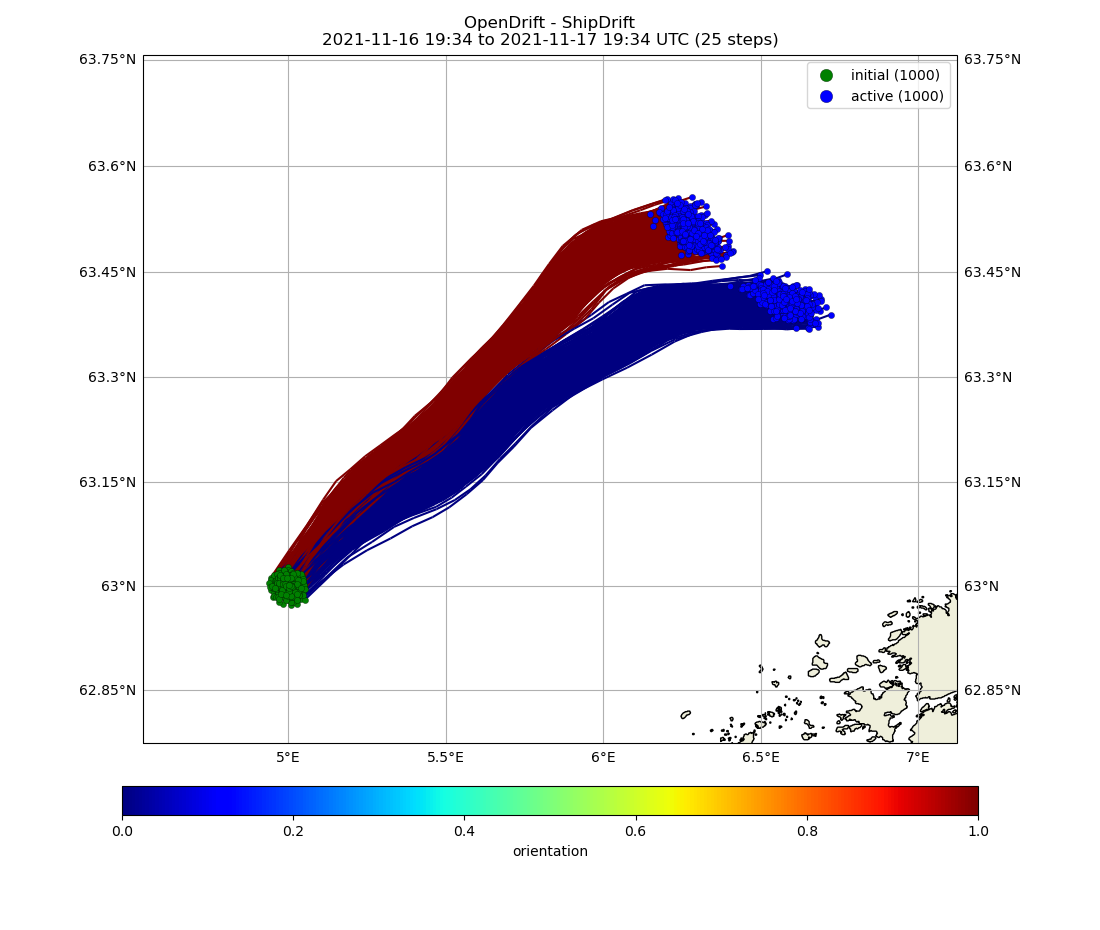 OpenDrift - ShipDrift
2021-11-16 19:34 to 2021-11-17 19:34 UTC (25 steps)
63.75°N
63.75°N
initial (1000)
active (1000)
63.6°N
63.6°N
63.45°N
63.45°N
63.3°N
63.3°N
63.15°N
63.15°N
63°N
63°N
62.85°N
62.85°N
5°E
5.5°E
6°E
6.5°E
7°E
0.0
0.2
0.4
0.6
0.8
1.0
orientation